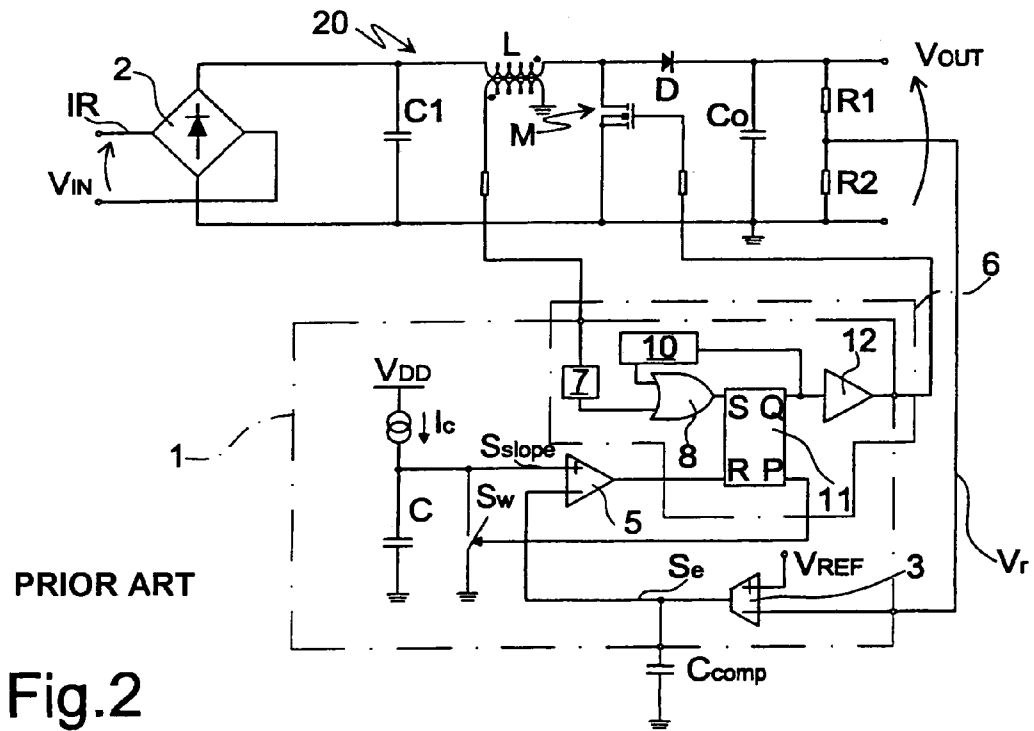 20
L
VOUT
2
D
R1
IR
C1
M
Co
VIN
R2
6
10
12
VDD
7
Ic
S Q
8
1
Sslope
R P
11
C
Sw
5
Vr
PRIOR ART
Se
VREF
3
Ccomp
Fig.2